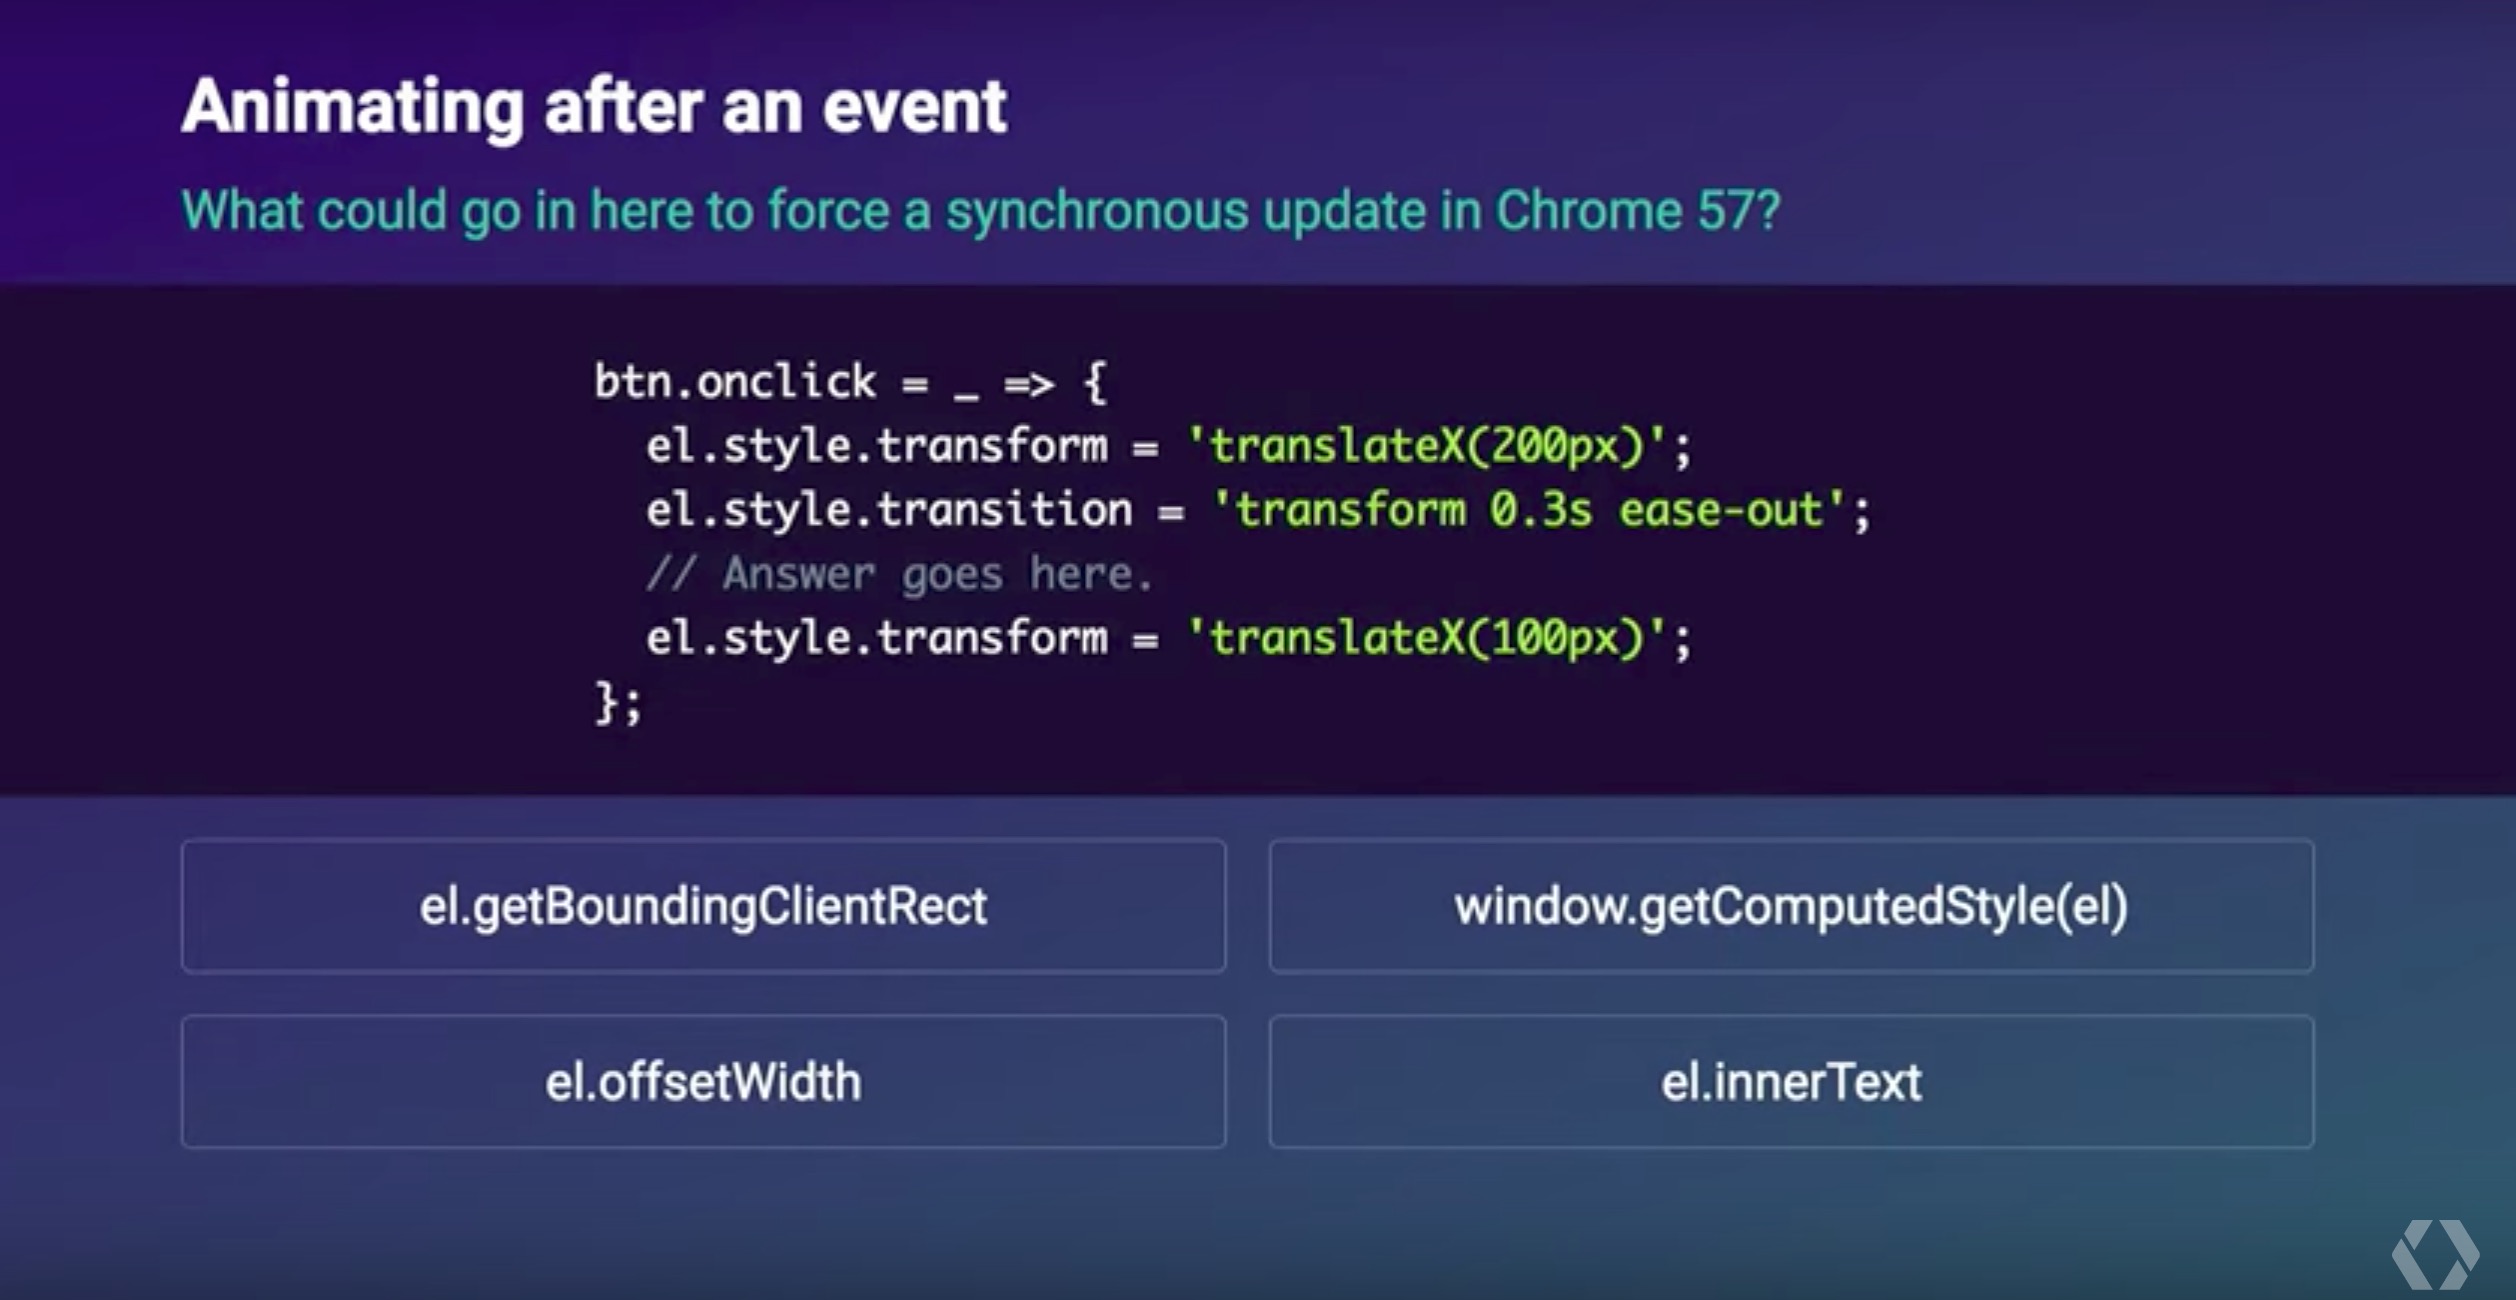 Animating after an event
What could go in here to force a synchronous update in Chrome 57?
btn.onclick = _ => {
  el.style.transform = 'translateX(200px)';
  el.style.transition = 'transform 0.3s ease-out';
  // Answer goes here.
  el.style.transform = 'translateX(100px)';
};
el.getBoundingClientRect
window.getComputedStyle(el)
el.offsetWidth
el.innerText